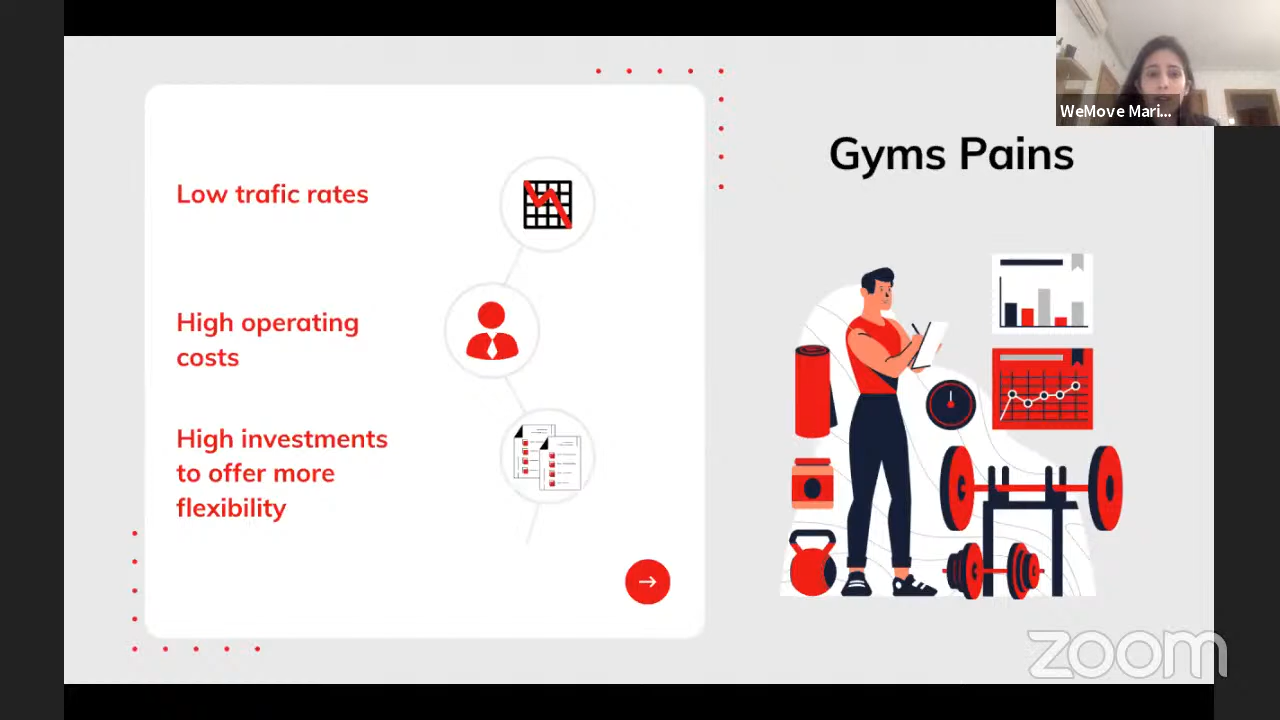 WeMove Mari...
Gyms Pains
Low trafic rates
High operating
costs
High investments
to offer more
flexibility
zoom